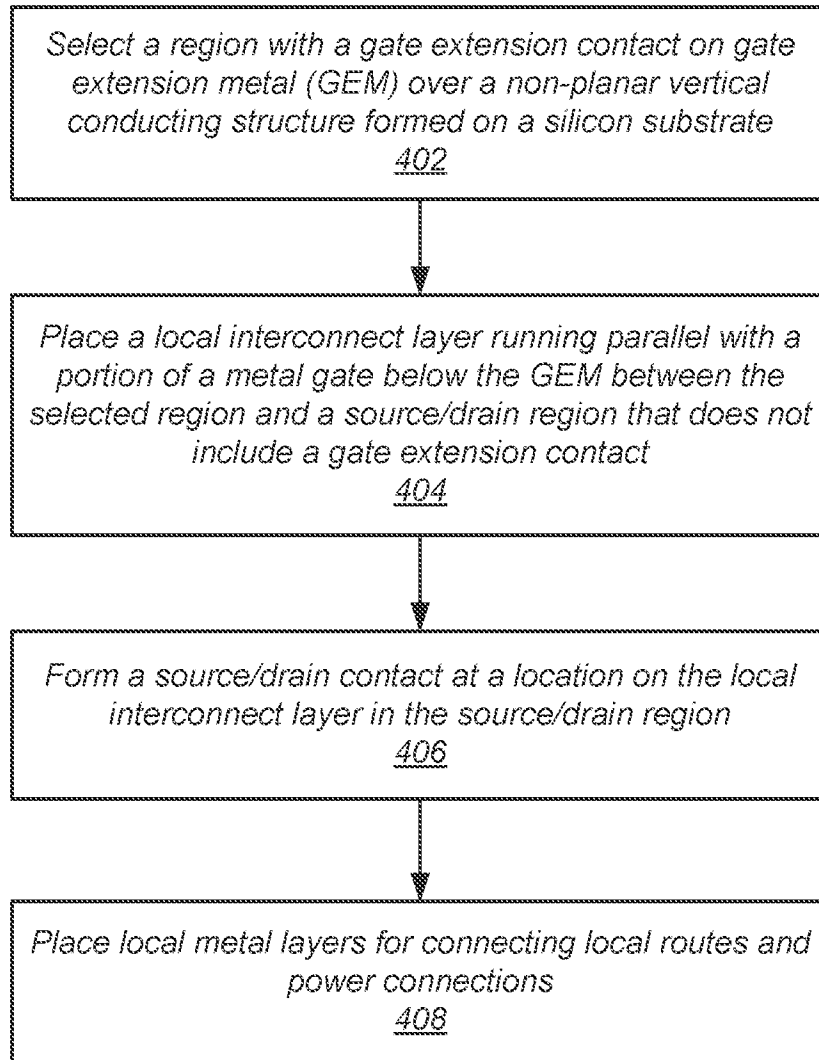 Select a region with a gate extension contact on gate
extension metal (GEM) over a non-planar vertical
conducting structure formed on a silicon substrate
402
Place a local interconnect layer running parallel with a
portion of a metal gate below the GEM between the
selected region and a source/drain region that does not
include a gate extension contact
404
Form a source/drain contact at a location on the local
interconnect layer in the source/drain region
406
Place local metal layers for connecting local routes and
power connections
408